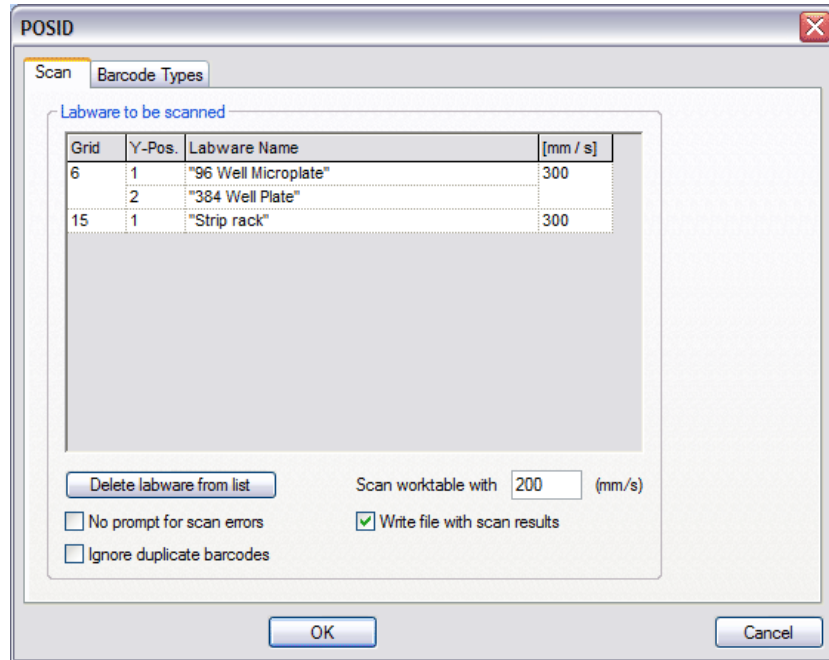 POSID
Scan Barcode Types
Labware to be scanned
Grid Y-Pos. Labware Name [mm / s]
6 1 "96 Well Microplate" 300
2 "384 Well Plate"
15 1 "Strip rack" 300
Delete labware from list Scan worktable with 200 (mm/s)
No prompt for scan errors Write file with scan results
Ignore duplicate barcodes
OK Cancel